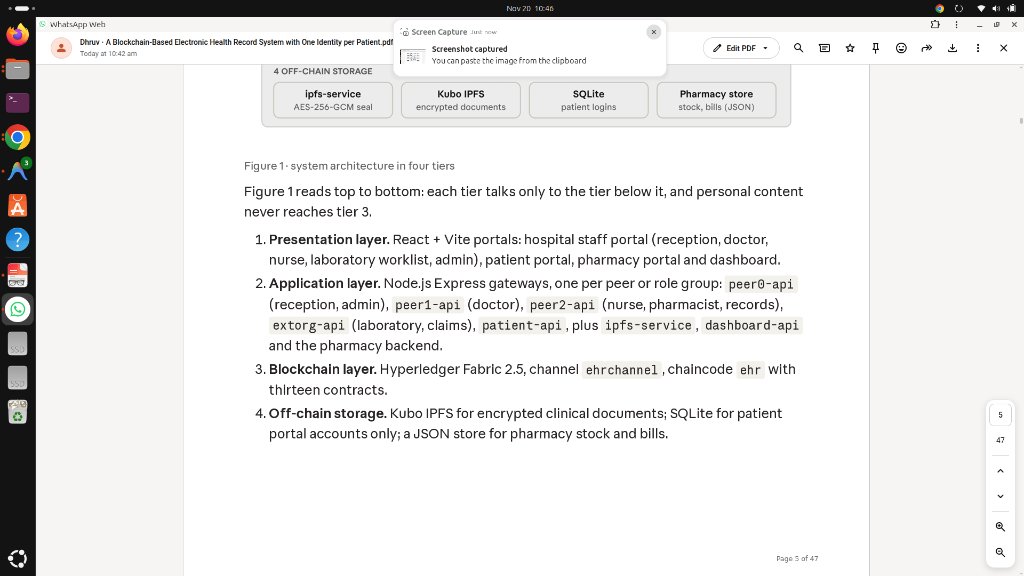 Nov 20 10:46
WhatsApp Web
Dhruv · A Blockchain-Based Electronic Health Record System with One Identity per Patient.pdf
Today at 10:42 am
Screen Capture Just now
Screenshot captured
You can paste the image from the clipboard
Edit PDF
3
SSD
SSD
4 OFF-CHAIN STORAGE
ipfs-service
AES-256-GCM seal
Kubo IPFS
encrypted documents
SQLite
patient logins
Pharmacy store
stock, bills (JSON)
Figure 1 · system architecture in four tiers
Figure 1 reads top to bottom: each tier talks only to the tier below it, and personal content
never reaches tier 3.
1. Presentation layer. React + Vite portals: hospital staff portal (reception, doctor,
nurse, laboratory worklist, admin), patient portal, pharmacy portal and dashboard.
2. Application layer. Node.js Express gateways, one per peer or role group: peer0-api
(reception, admin), peer1-api (doctor), peer2-api (nurse, pharmacist, records),
extorg-api (laboratory, claims), patient-api, plus ipfs-service, dashboard-api
and the pharmacy backend.
3. Blockchain layer. Hyperledger Fabric 2.5, channel ehrchannel, chaincode ehr with
thirteen contracts.
4. Off-chain storage. Kubo IPFS for encrypted clinical documents; SQLite for patient
portal accounts only; a JSON store for pharmacy stock and bills.
Page 5 of 47
5
47